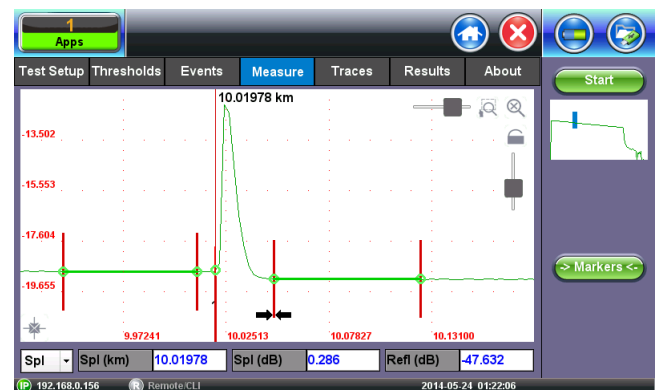 1
Apps
Test Setup Thresholds Events Measure Traces Results About
Start
10.01978 km
-13.502
-15.553
-17.604
-19.655
-> Markers <-
9.97241 10.02513 10.07827 10.13100
Spl Spl (km) 10.01978 Spl (dB) 0.286 Refl (dB) -47.632
IP 192.168.0.156 R Remote/CLI 2014-05-24 01:22:06